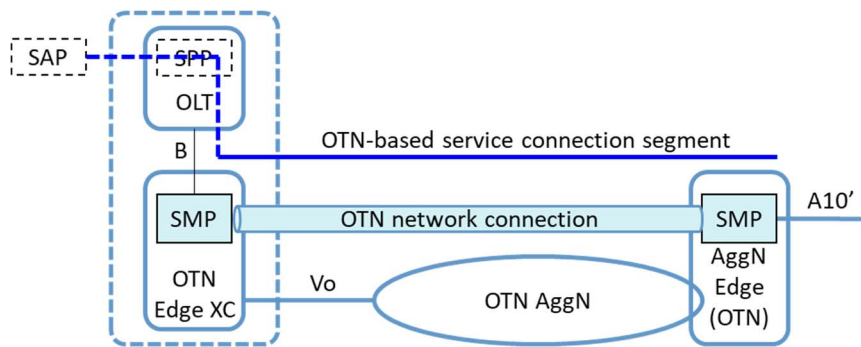 SAP
SPP
OLT
B
OTN-based service connection segment
SMP
OTN network connection
SMP
A10’
OTN
Edge XC
Vo
OTN AggN
AggN
Edge
(OTN)